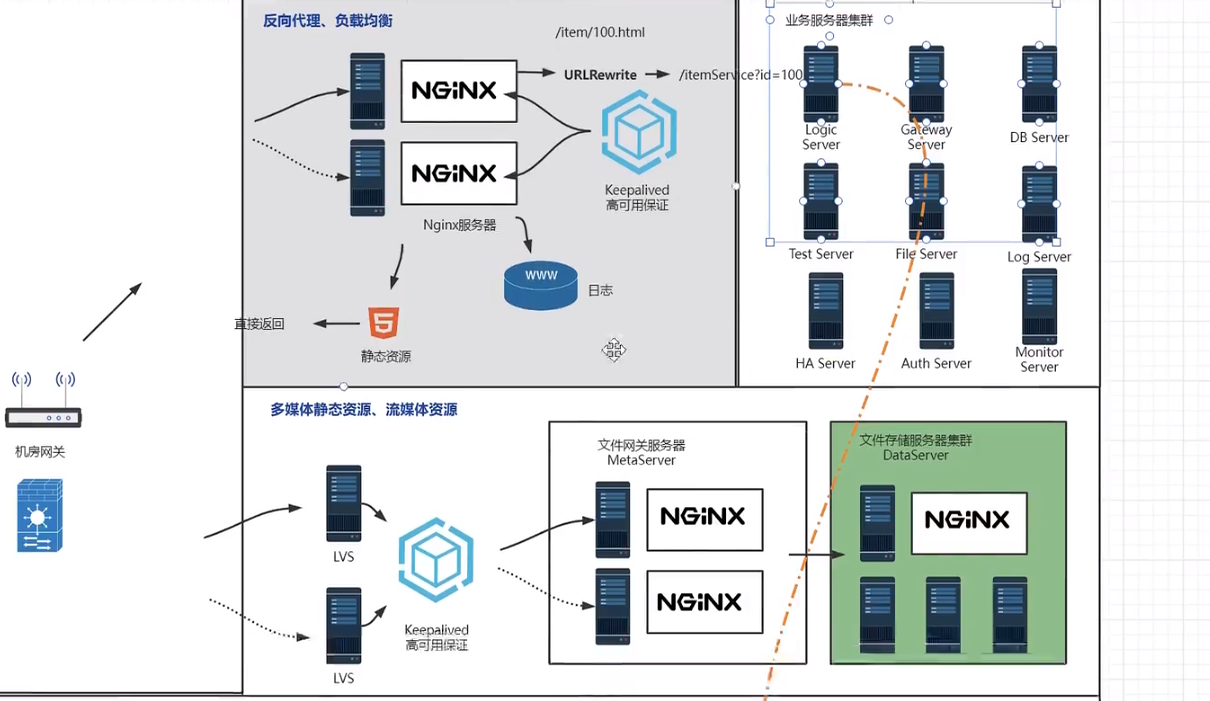 反向代理、负载均衡
/item/100.html
NGINX
URLRewrite
/itemService?id=100
NGINX
Keepalived
高可用保证
Nginx服务器
www
日志
直接返回
5
静态资源
业务服务器集群
Logic
Server
Gateway
Server
DB Server
Test Server
File Server
Log Server
HA Server
Auth Server
Monitor
Server
机房网关
多媒体静态资源、流媒体资源
LVS
LVS
Keepalived
高可用保证
文件网关服务器
MetaServer
NGINX
NGINX
文件存储服务器集群
DataServer
NGINX